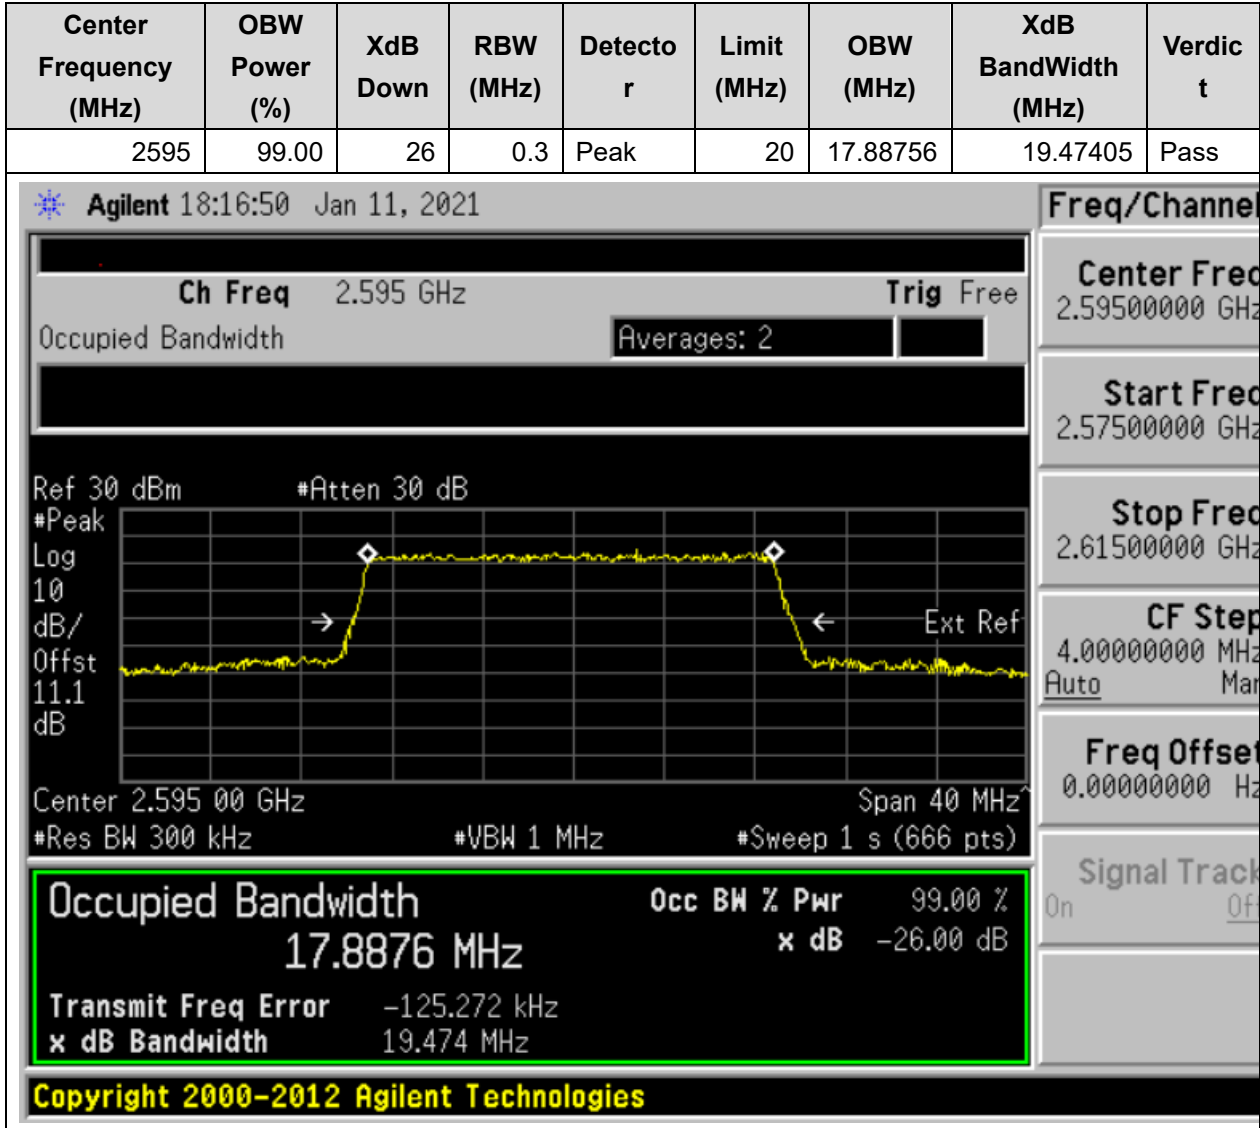 Center Frequency (MHz) OBW Power (%) XdB Down RBW (MHz) Detector Limit (MHz) OBW (MHz) XdB BandWidth (MHz) Verdict
2595 99.00 26 0.3 Peak 20 17.88756 19.47405 Pass
Agilent 18:16:50 Jan 11, 2021
Freq/Channel
Ch Freq 2.595 GHz Trig Free
Occupied Bandwidth Averages: 2
Center Freq
2.59500000 GHz
Start Freq
2.57500000 GHz
Stop Freq
2.61500000 GHz
CF Step
4.00000000 MHz
Auto Man
Freq Offset
0.00000000 Hz
Signal Track
On Off
Ref 30 dBm #Atten 30 dB
#Peak
Log
10
dB/
Offst
11.1
dB
Ext Ref
Center 2.595 00 GHz Span 40 MHz^
#Res BW 300 kHz #VBW 1 MHz #Sweep 1 s (666 pts)
Occupied Bandwidth Occ BW % Pwr 99.00 %
17.8876 MHz x dB -26.00 dB
Transmit Freq Error -125.272 kHz
x dB Bandwidth 19.474 MHz
Copyright 2000-2012 Agilent Technologies